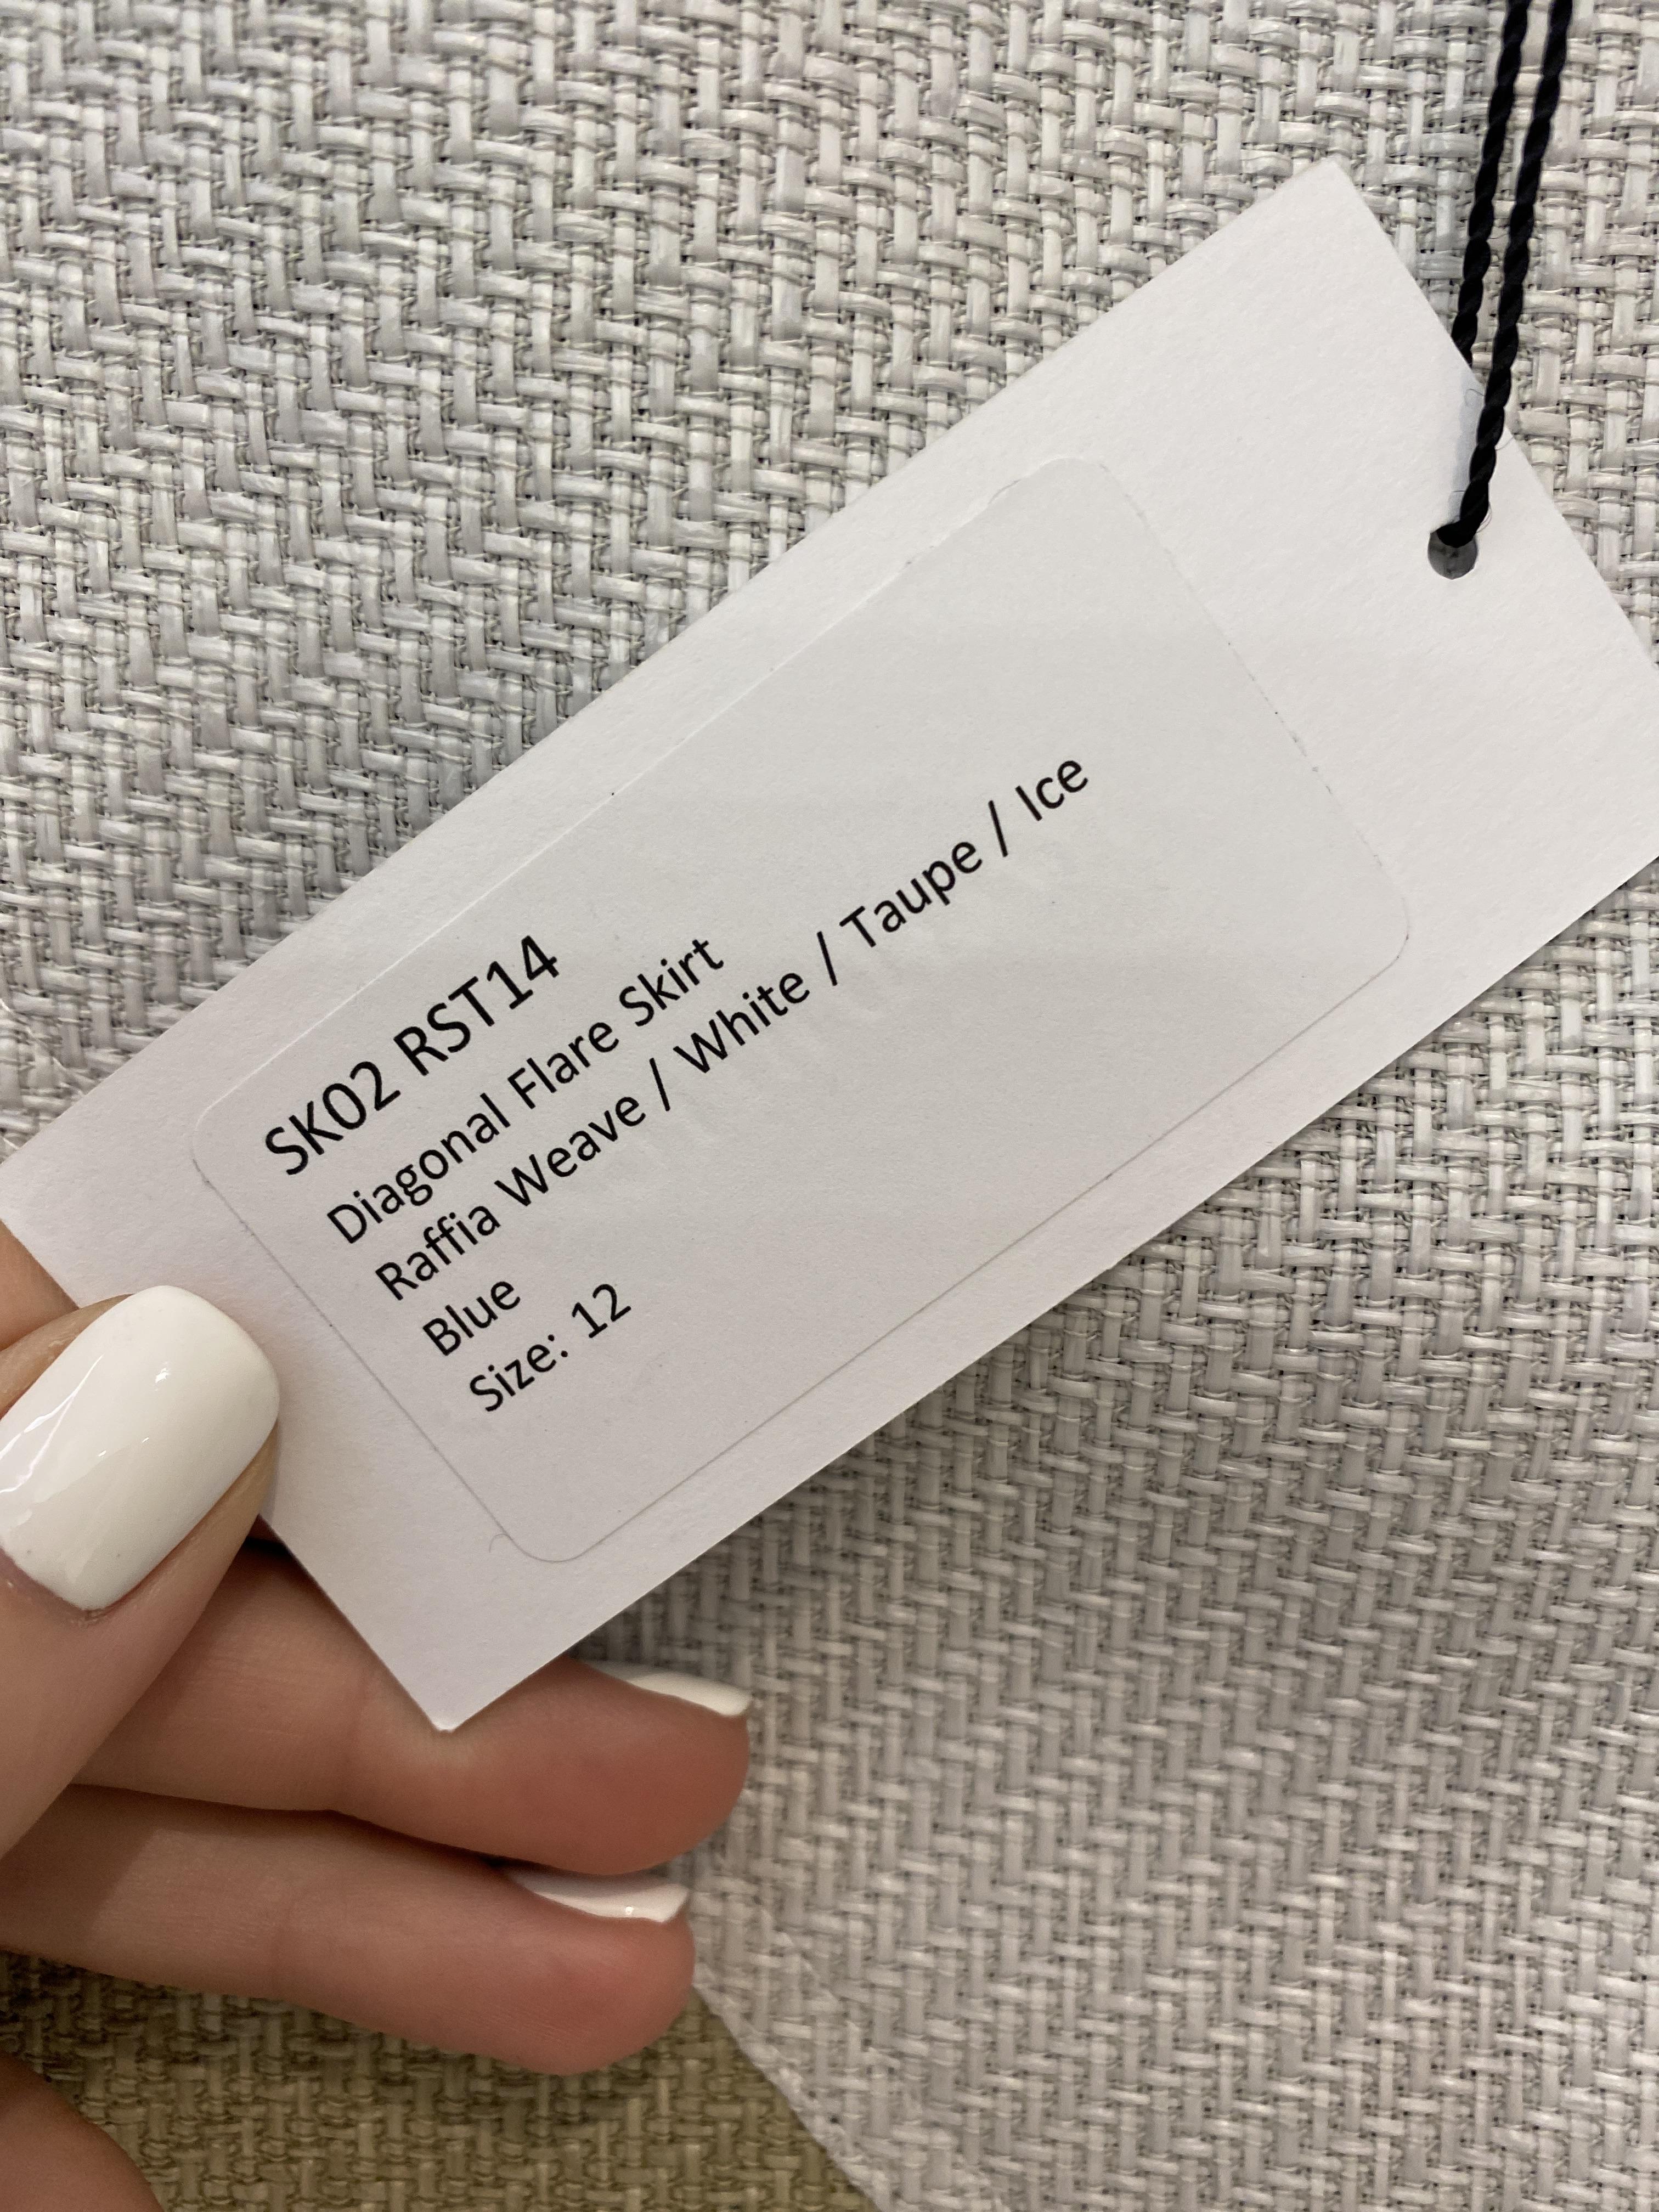 SK02 RST14
Diagonal Flare Skirt
Raffia Weave / White / Taupe / Ice
Blue
Size: 12